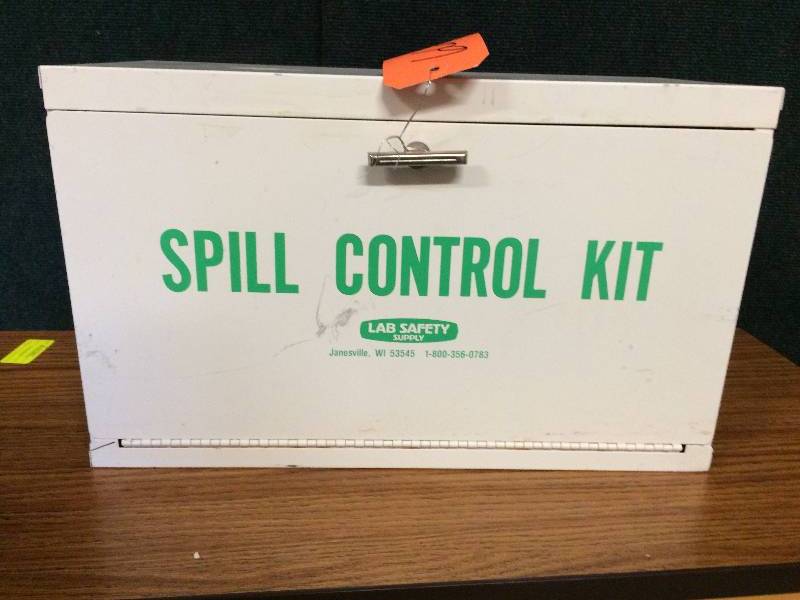 SPILL CONTROL KIT
LAB SAFETY
SUPPLY
Janesville, WI 53545 1-800-356-0783